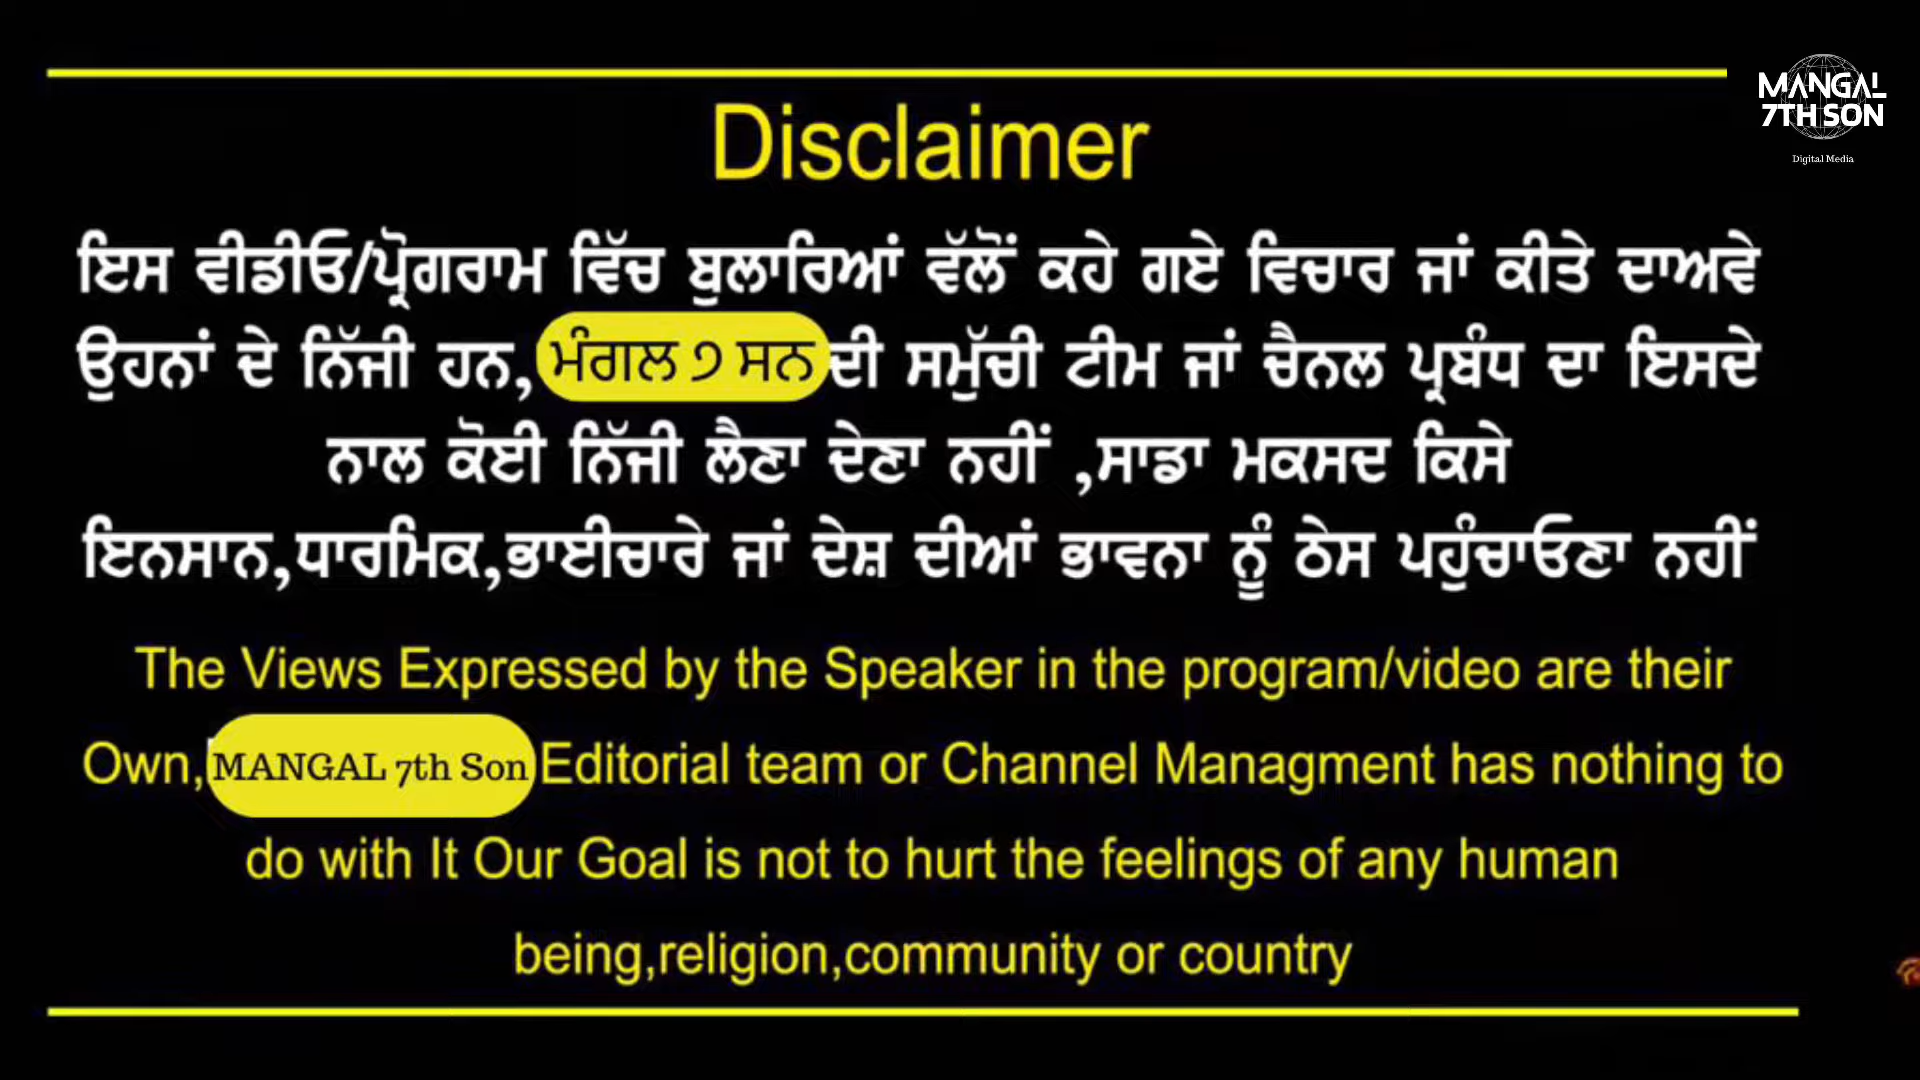 MANGAL
7TH SON
Digital Media
Disclaimer
ਇਸ ਵੀਡੀਓ/ਪ੍ਰੋਗਰਾਮ ਵਿੱਚ ਬੁਲਾਰਿਆਂ ਵੱਲੋਂ ਕਹੇ ਗਏ ਵਿਚਾਰ ਜਾਂ ਕੀਤੇ ਦਾਅਵੇ
ਉਹਨਾਂ ਦੇ ਨਿੱਜੀ ਹਨ, ਮੰਗਲ ੭ ਸਨ ਦੀ ਸਮੁੱਚੀ ਟੀਮ ਜਾਂ ਚੈਨਲ ਪ੍ਰਬੰਧ ਦਾ ਇਸਦੇ
ਨਾਲ ਕੋਈ ਨਿੱਜੀ ਲੈਣਾ ਦੇਣਾ ਨਹੀਂ ,ਸਾਡਾ ਮਕਸਦ ਕਿਸੇ
ਇਨਸਾਨ,ਧਾਰਮਿਕ,ਭਾਈਚਾਰੇ ਜਾਂ ਦੇਸ਼ ਦੀਆਂ ਭਾਵਨਾ ਨੂੰ ਠੇਸ ਪਹੁੰਚਾਓਣਾ ਨਹੀਂ
The Views Expressed by the Speaker in the program/video are their
Own, MANGAL 7th Son Editorial team or Channel Managment has nothing to
do with It Our Goal is not to hurt the feelings of any human
being,religion,community or country